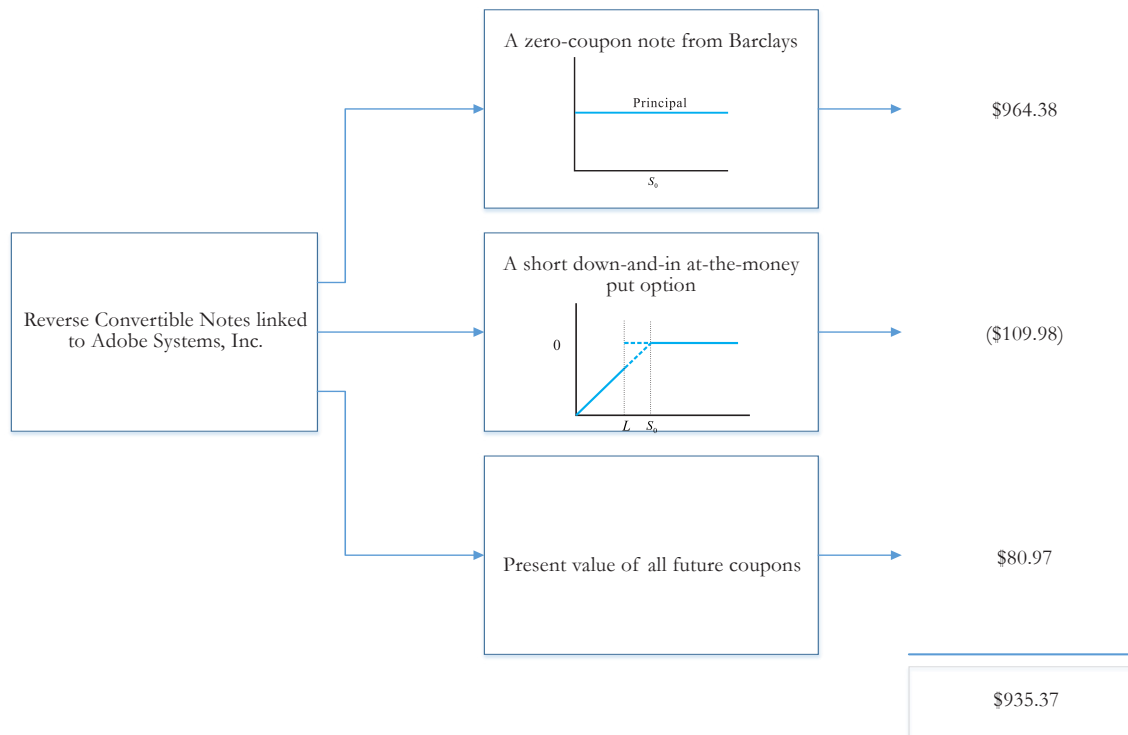 A zero-coupon note from Barclays
Principal
S₀
$964.38
Reverse Convertible Notes linked
to Adobe Systems, Inc.
A short down-and-in at-the-money
put option
0
L S₀
($109.98)
Present value of all future coupons
$80.97
$935.37